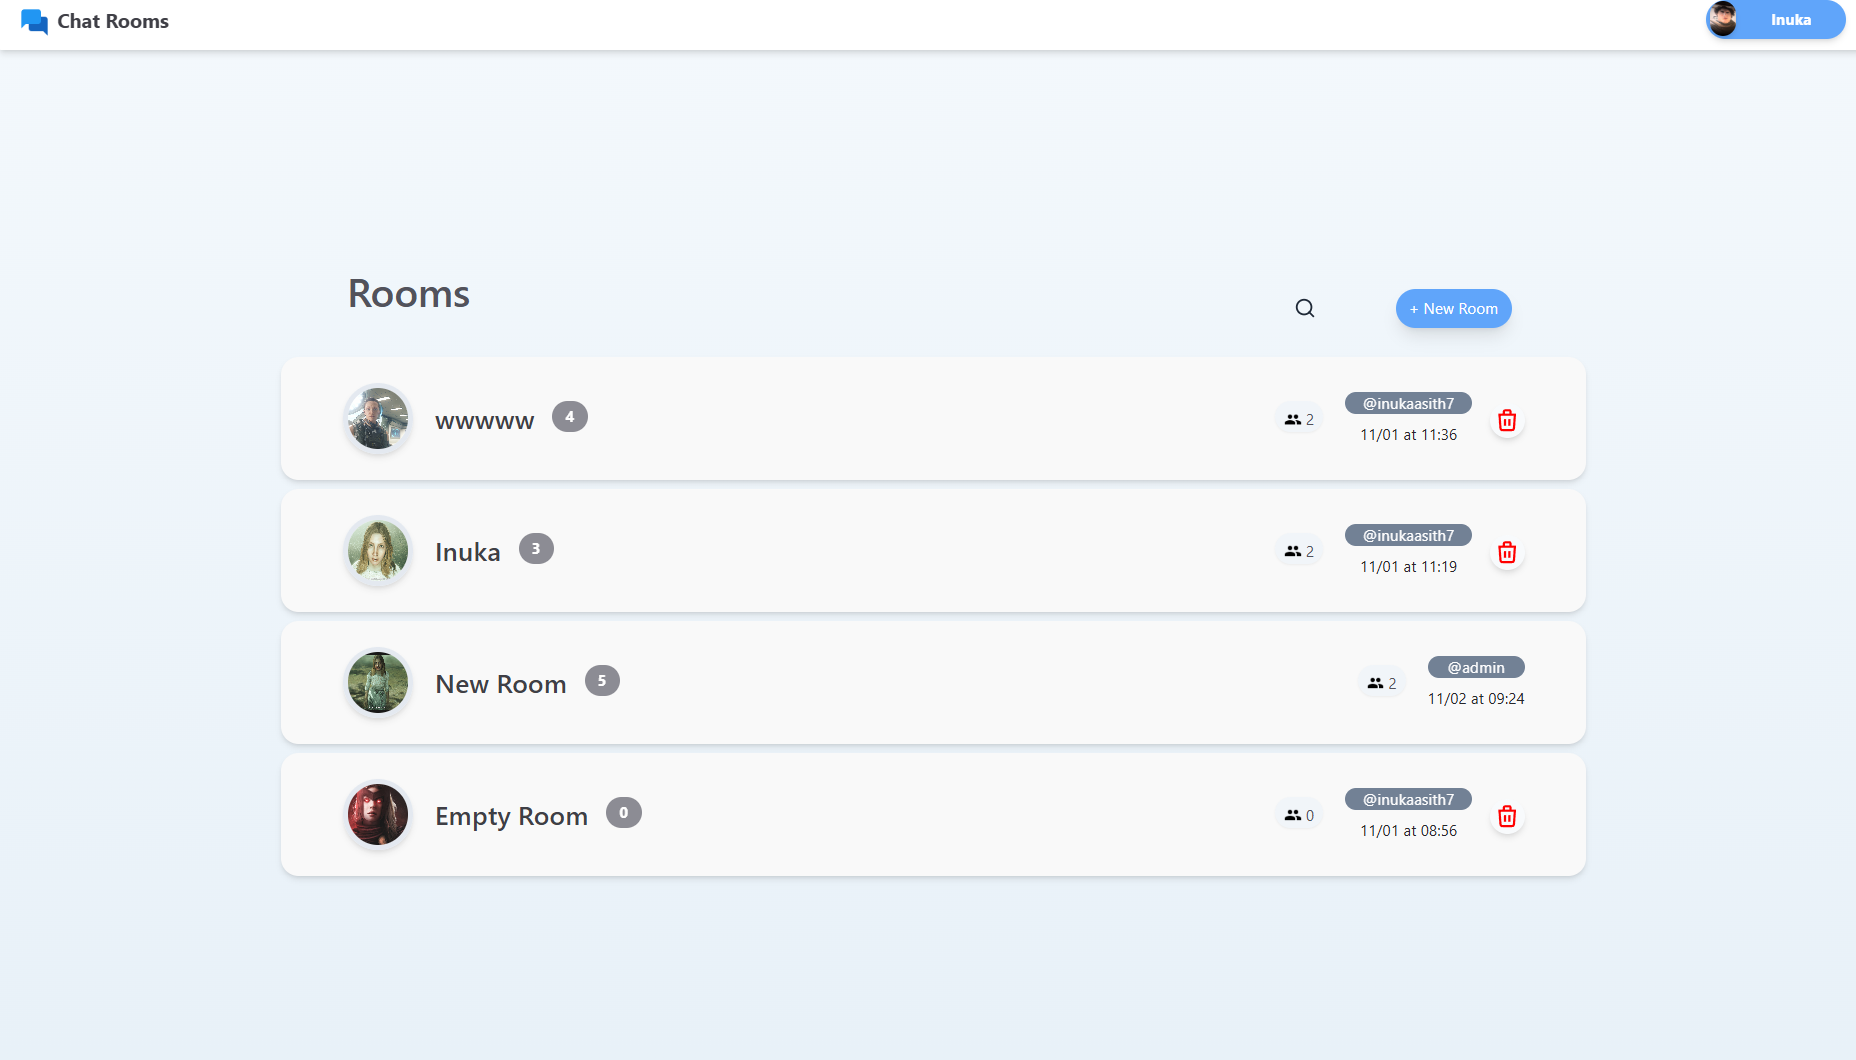 Chat Rooms
Inuka
Rooms
+ New Room
wwwww 4
2
@inukaasith7
11/01 at 11:36
Inuka 3
2
@inukaasith7
11/01 at 11:19
New Room 5
2
@admin
11/02 at 09:24
Empty Room 0
0
@inukaasith7
11/01 at 08:56